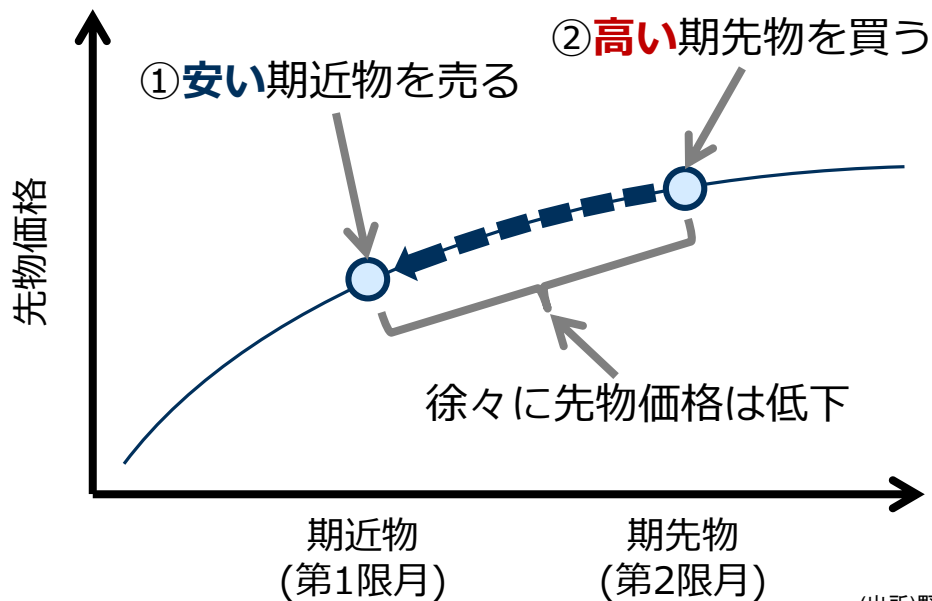 ②高い期先物を買う
①安い期近物を売る
先物価格
徐々に先物価格は低下
期近物
(第1限月)
期先物
(第2限月)